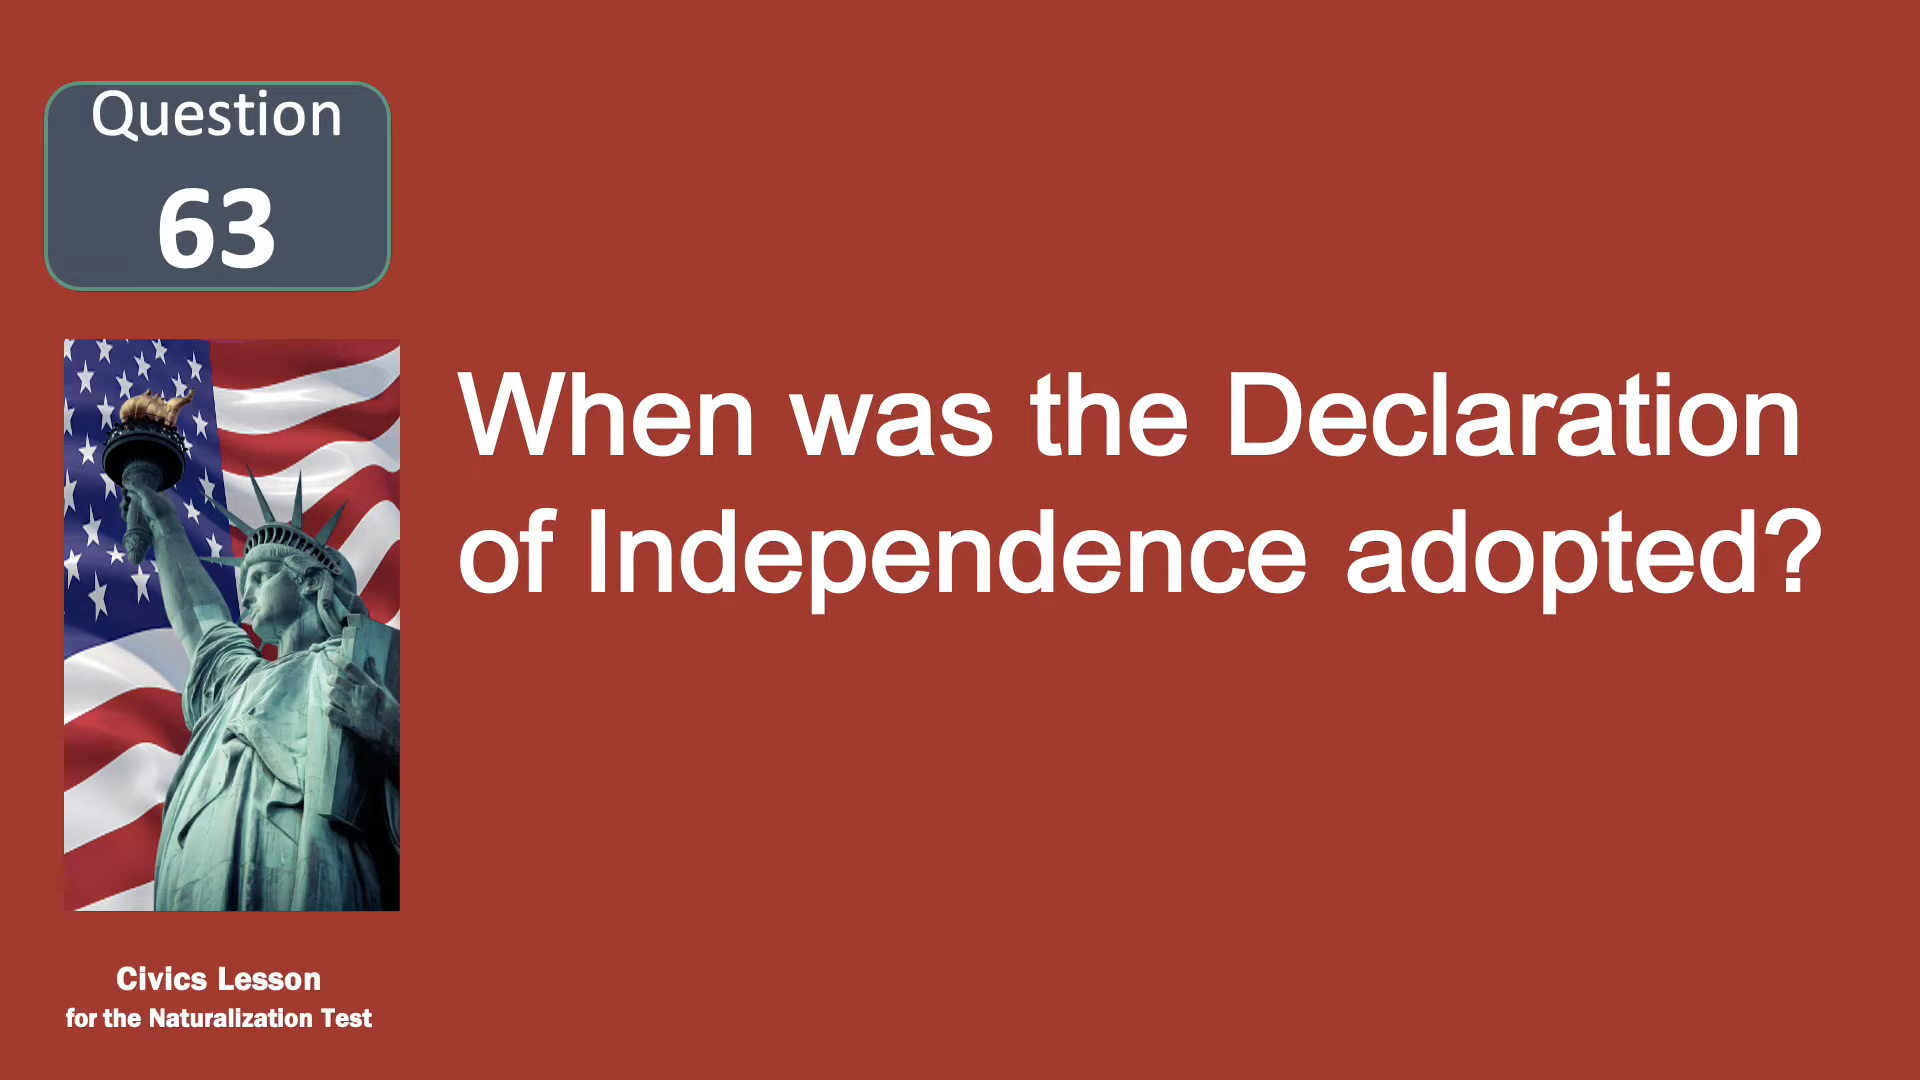 Question
63
When was the Declaration
of Independence adopted?
Civics Lesson
for the Naturalization Test